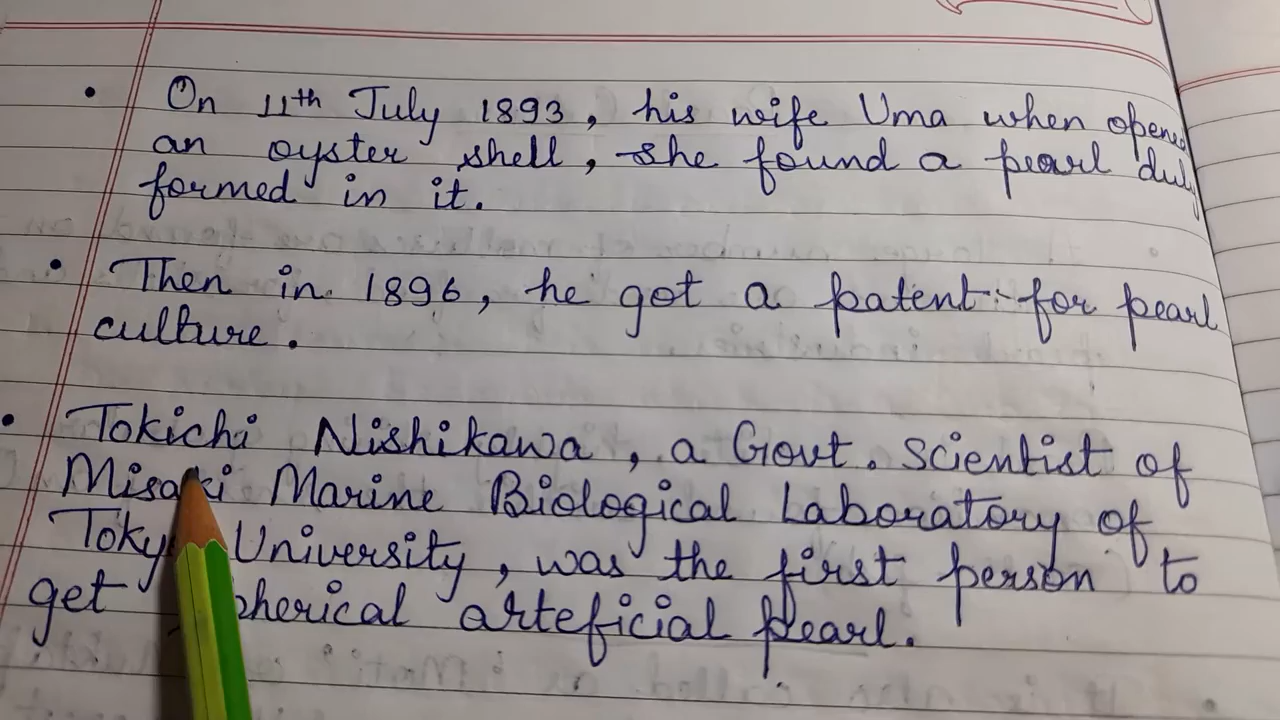 • On 11th July 1893, his wife Uma when opened
an oyster shell, she found a pearl duly
formed in it.
• Then in 1896, he got a patent for pearl
culture.
• Tokichi Nishikawa, a Govt. Scientist of
Misaki Marine Biological Laboratory of
University, was the first person to
get arteficial pearl.